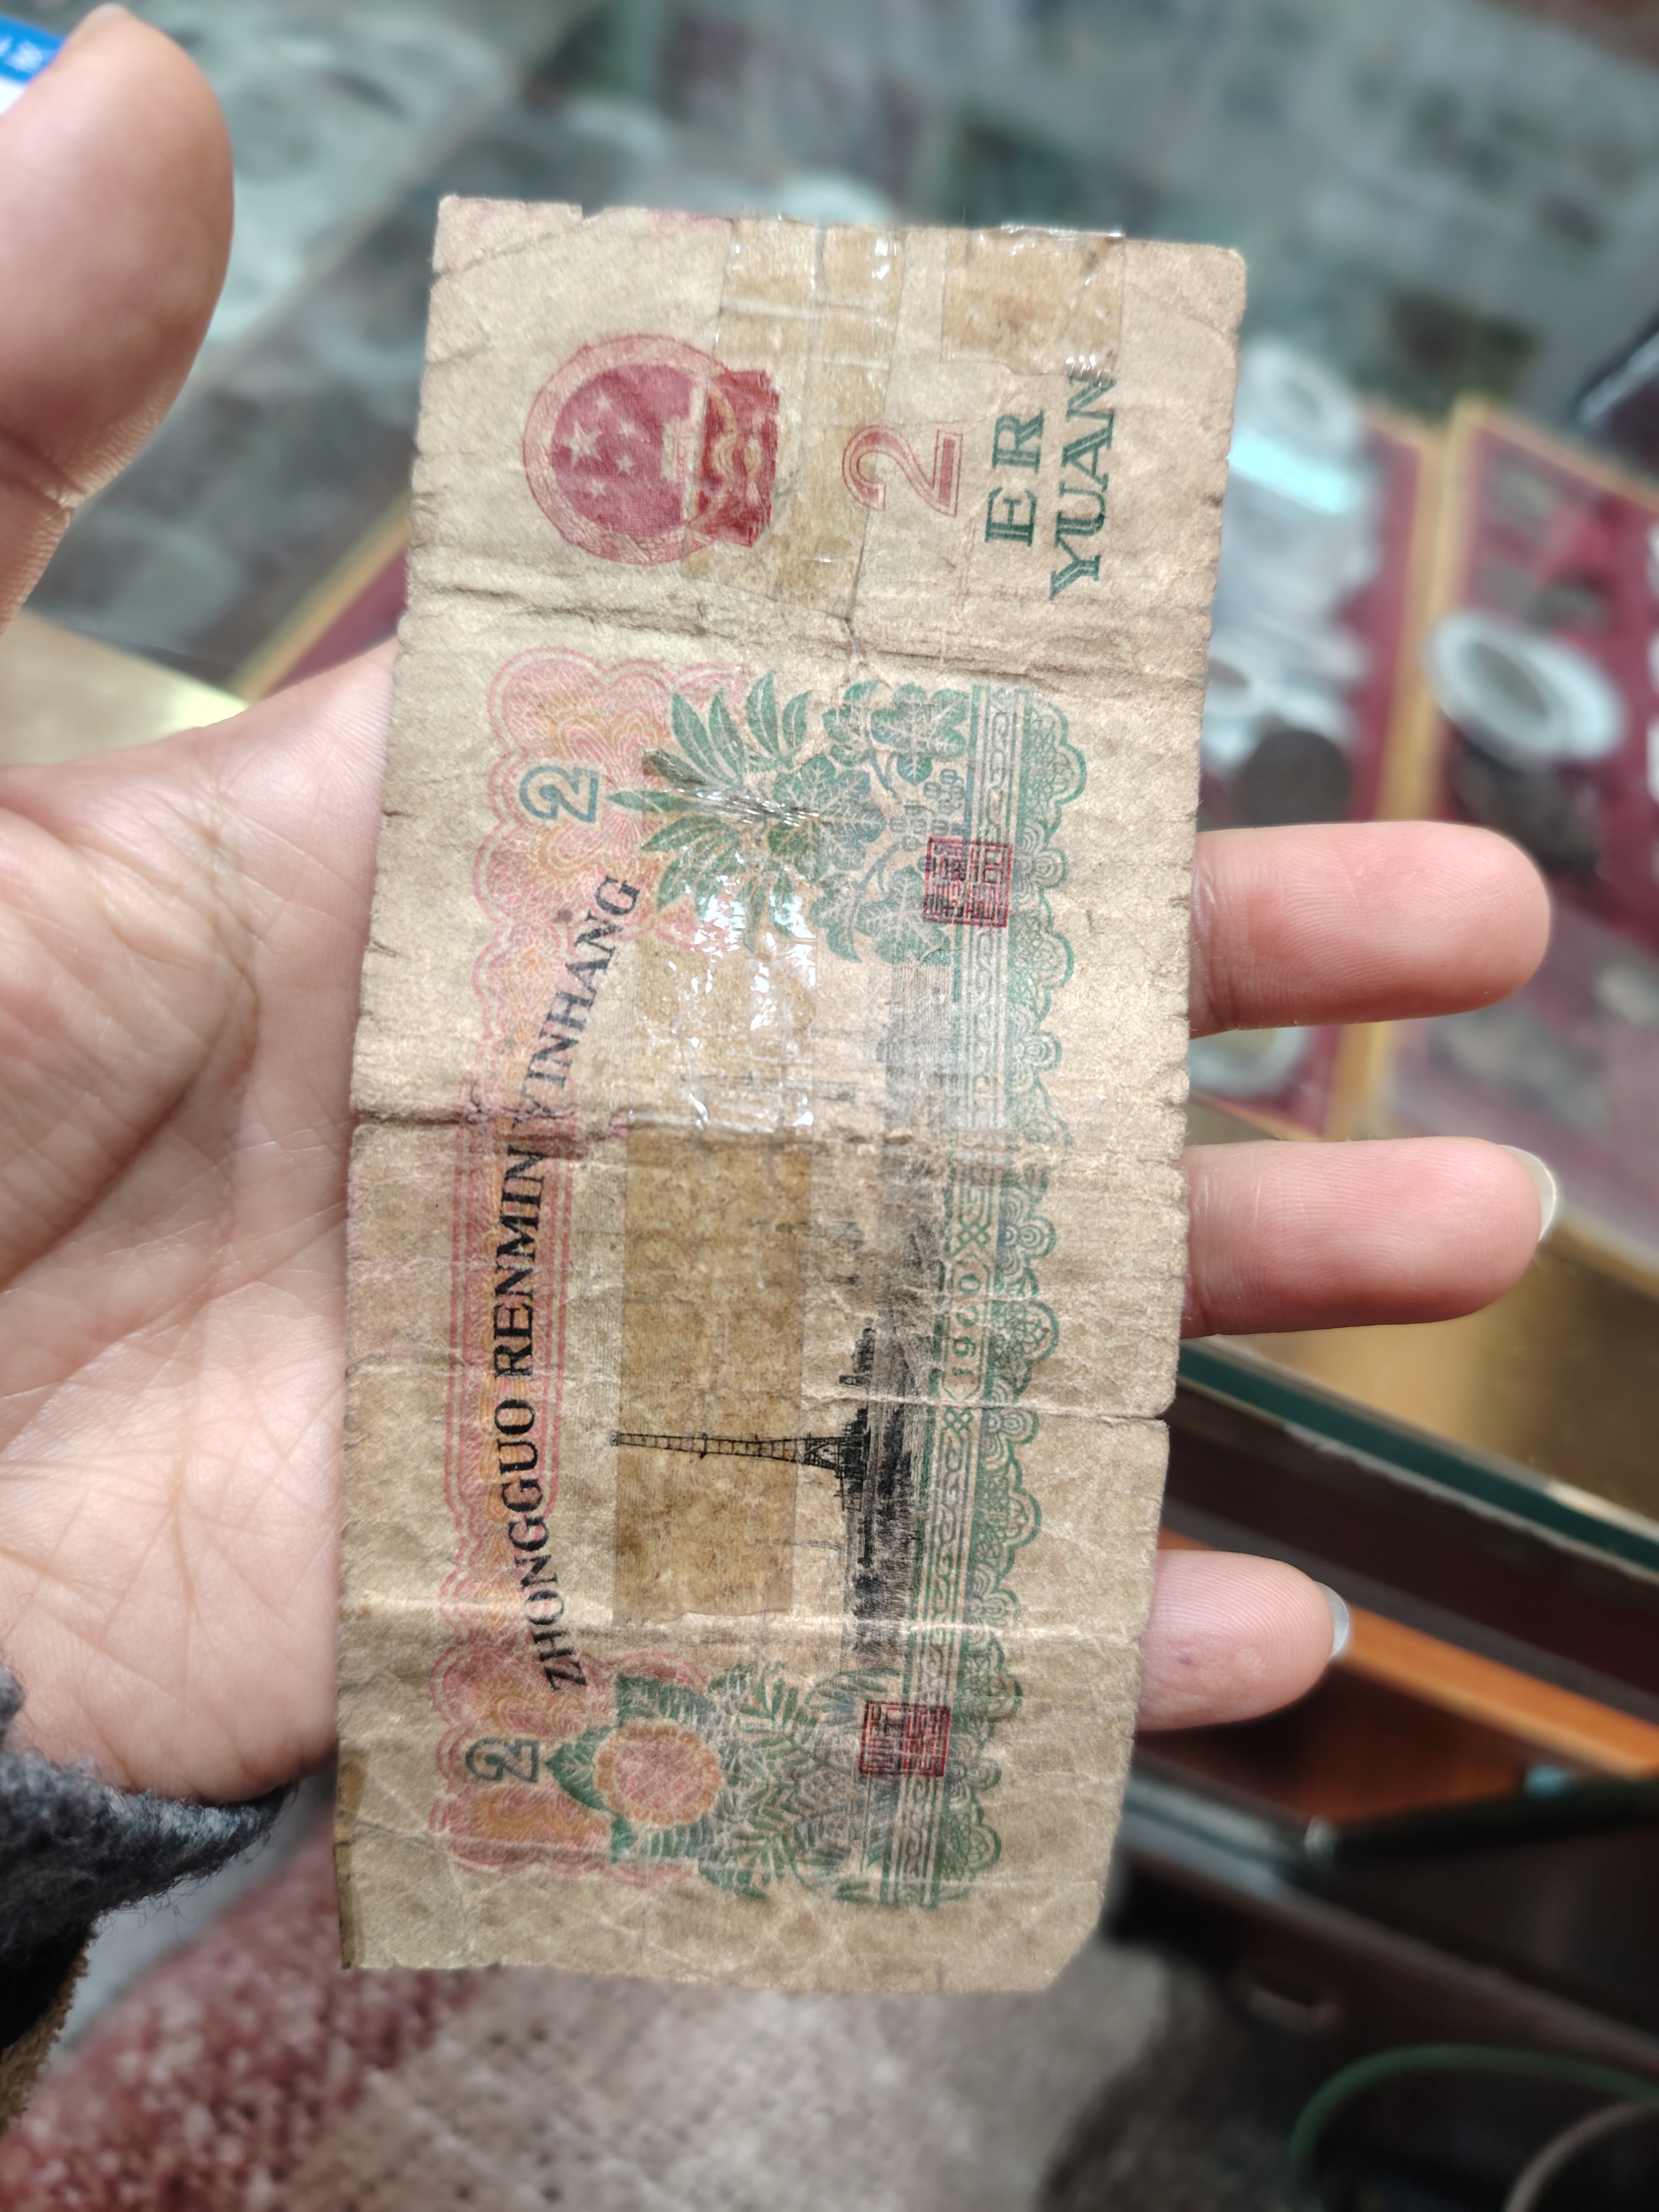 ZHONGGUO RENMIN YINHANG
2
2
2
ER
YUAN
1960